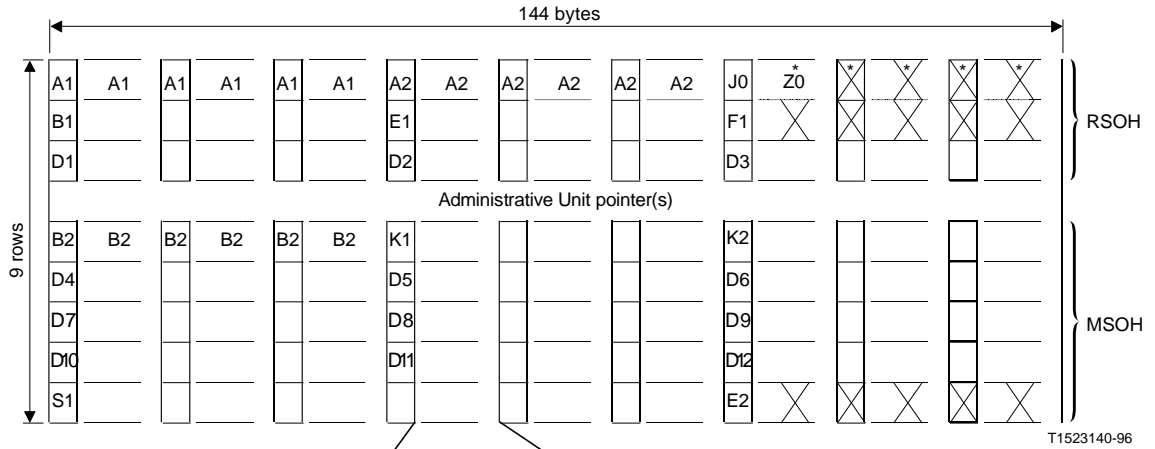 144 bytes
A1 A1 A1 A1 A1 A1 A2 A2 A2 A2 A2 A2 J0 Z0* * * * *
B1 E1 F1
RSOH
D1 D2 D3
Administrative Unit pointer(s)
9 rows
B2 B2 B2 B2 B2 B2 K1 K2
D4 D5 D6
D7 D8 D9
MSOH
D10 D11 D12
S1 E2
T1523140-96